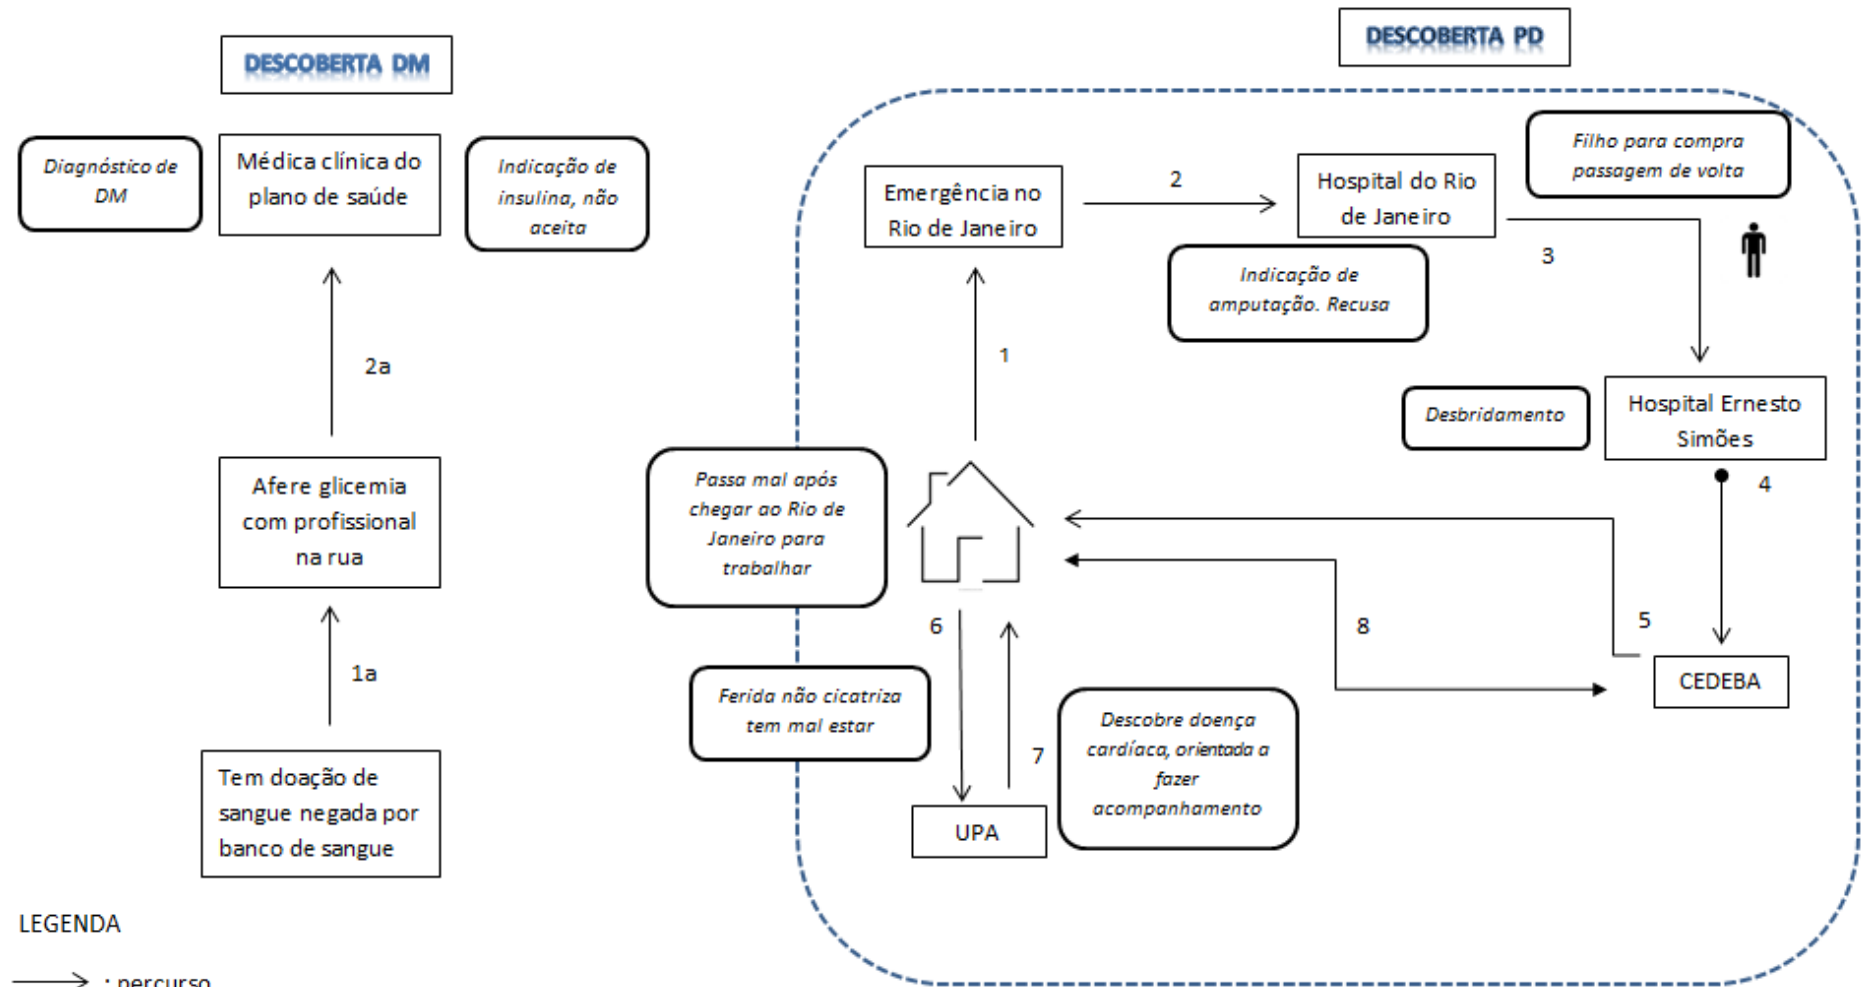 DESCOBERTA DM
Diagnóstico de
DM
Médica clínica do
plano de saúde
Indicação de
insulina, não
aceita
2a
Afere glicemia
com profissional
na rua
1a
Tem doação de
sangue negada por
banco de sangue
DESCOBERTA PD
Emergência no
Rio de Janeiro
2
Hospital do Rio
de Janeiro
Filho para compra
passagem de volta
Indicação de
amputação. Recusa
3
1
Desbridamento
Hospital Ernesto
Simões
4
Passa mal após
chegar ao Rio de
Janeiro para
trabalhar
6
8
5
CEDEBA
Ferida não cicatriza
tem mal estar
7
Descobre doença
cardíaca, orientada a
fazer
acompanhamento
UPA
LEGENDA
: percurso